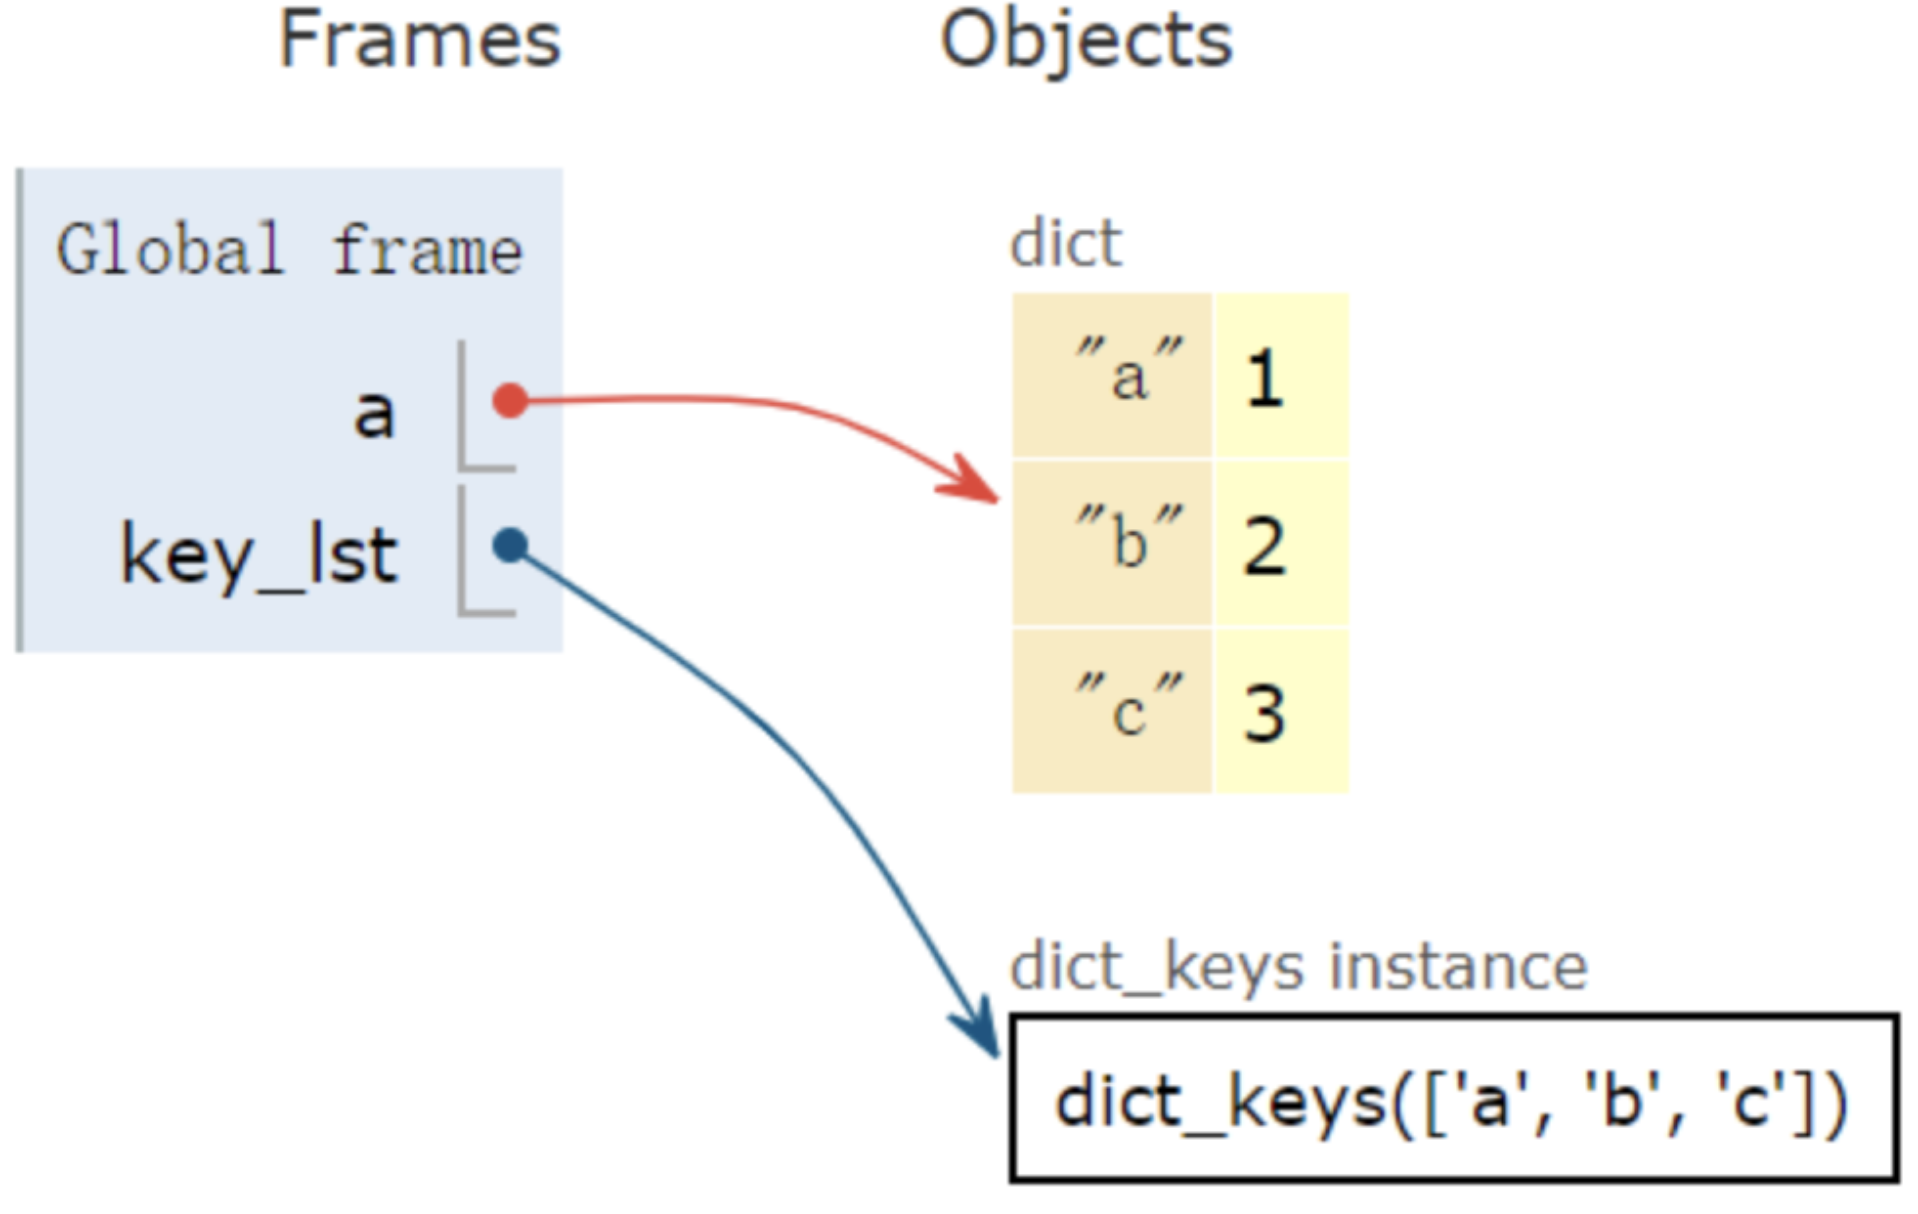 Frames Objects
Global frame
a
key_lst
dict
"a" 1
"b" 2
"c" 3
dict_keys instance
dict_keys(['a', 'b', 'c'])